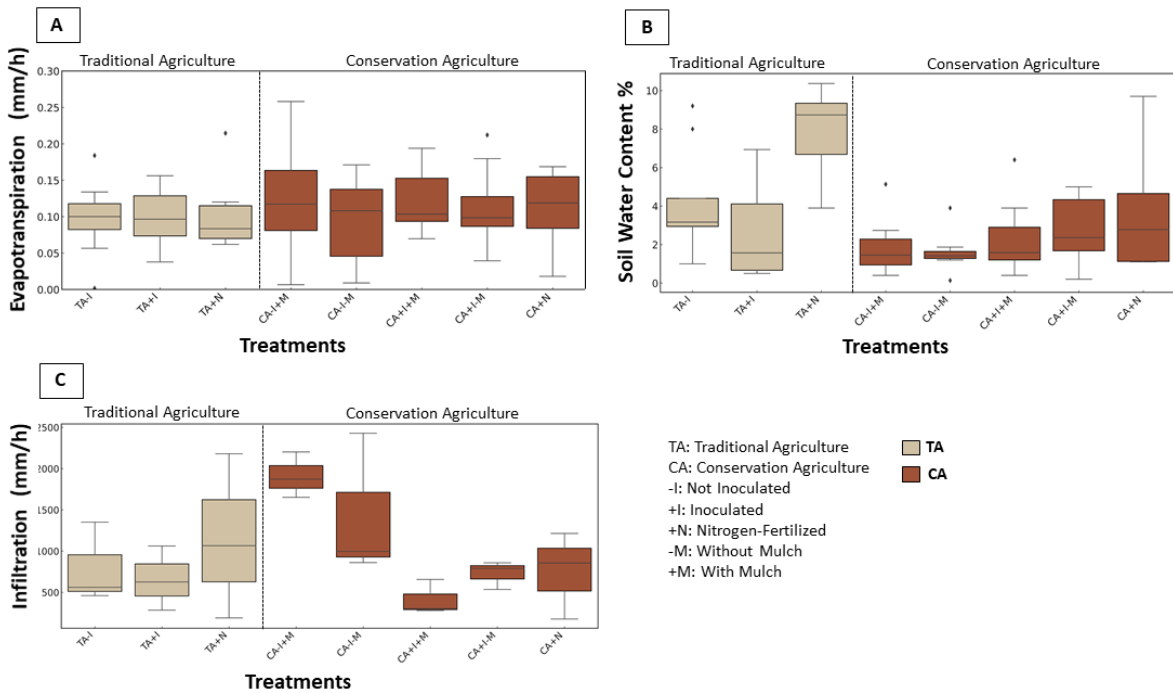 A
Traditional Agriculture
Conservation Agriculture
Evapotranspiration (mm/h)
0.30
0.25
0.20
0.15
0.10
0.05
0.00
TA-I
TA+I
TA+N
CA-I+M
CA-I-M
CA+I+M
CA+I-M
CA+N
Treatments
B
Traditional Agriculture
Conservation Agriculture
Soil Water Content %
10
8
6
4
2
0
TA-I
TA+I
TA+N
CA-I+M
CA-I-M
CA+I+M
CA+I-M
CA+N
Treatments
C
Traditional Agriculture
Conservation Agriculture
Infiltration (mm/h)
2500
2000
1500
1000
500
TA-I
TA+I
TA+N
CA-I+M
CA-I-M
CA+I+M
CA+I-M
CA+N
Treatments
TA: Traditional Agriculture
CA: Conservation Agriculture
-I: Not Inoculated
+I: Inoculated
+N: Nitrogen-Fertilized
-M: Without Mulch
+M: With Mulch
TA
CA